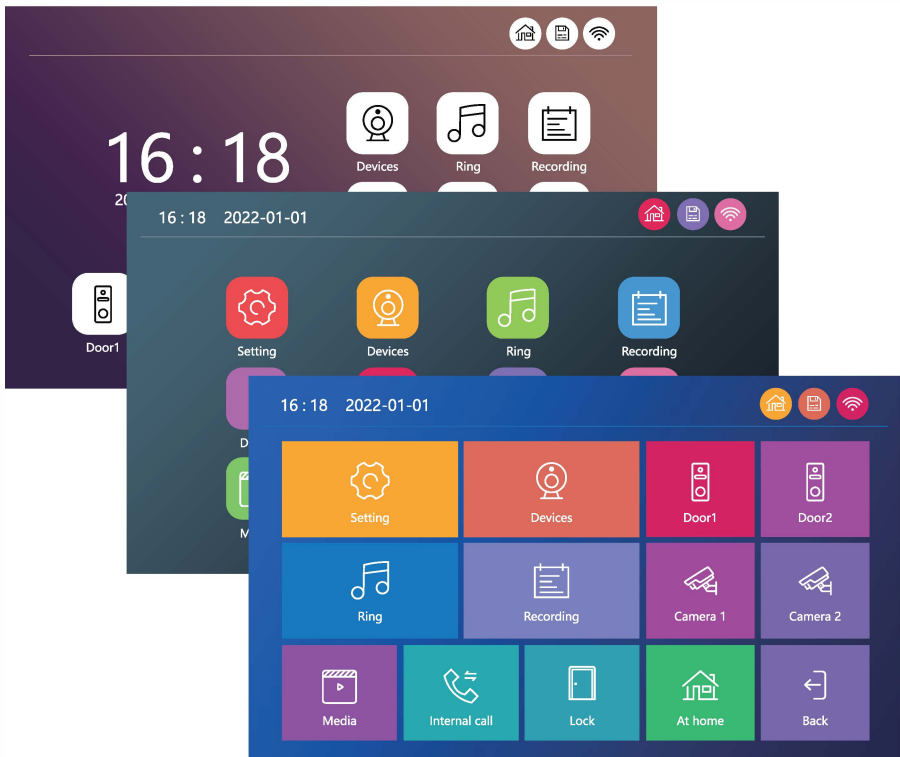 16 : 18
20
Devices
Ring
Recording
Door1
16 : 18 2022-01-01
Setting
Devices
Ring
Recording
D
M
16 : 18 2022-01-01
Setting
Devices
Door1
Door2
Ring
Recording
Camera 1
Camera 2
Media
Internal call
Lock
At home
Back